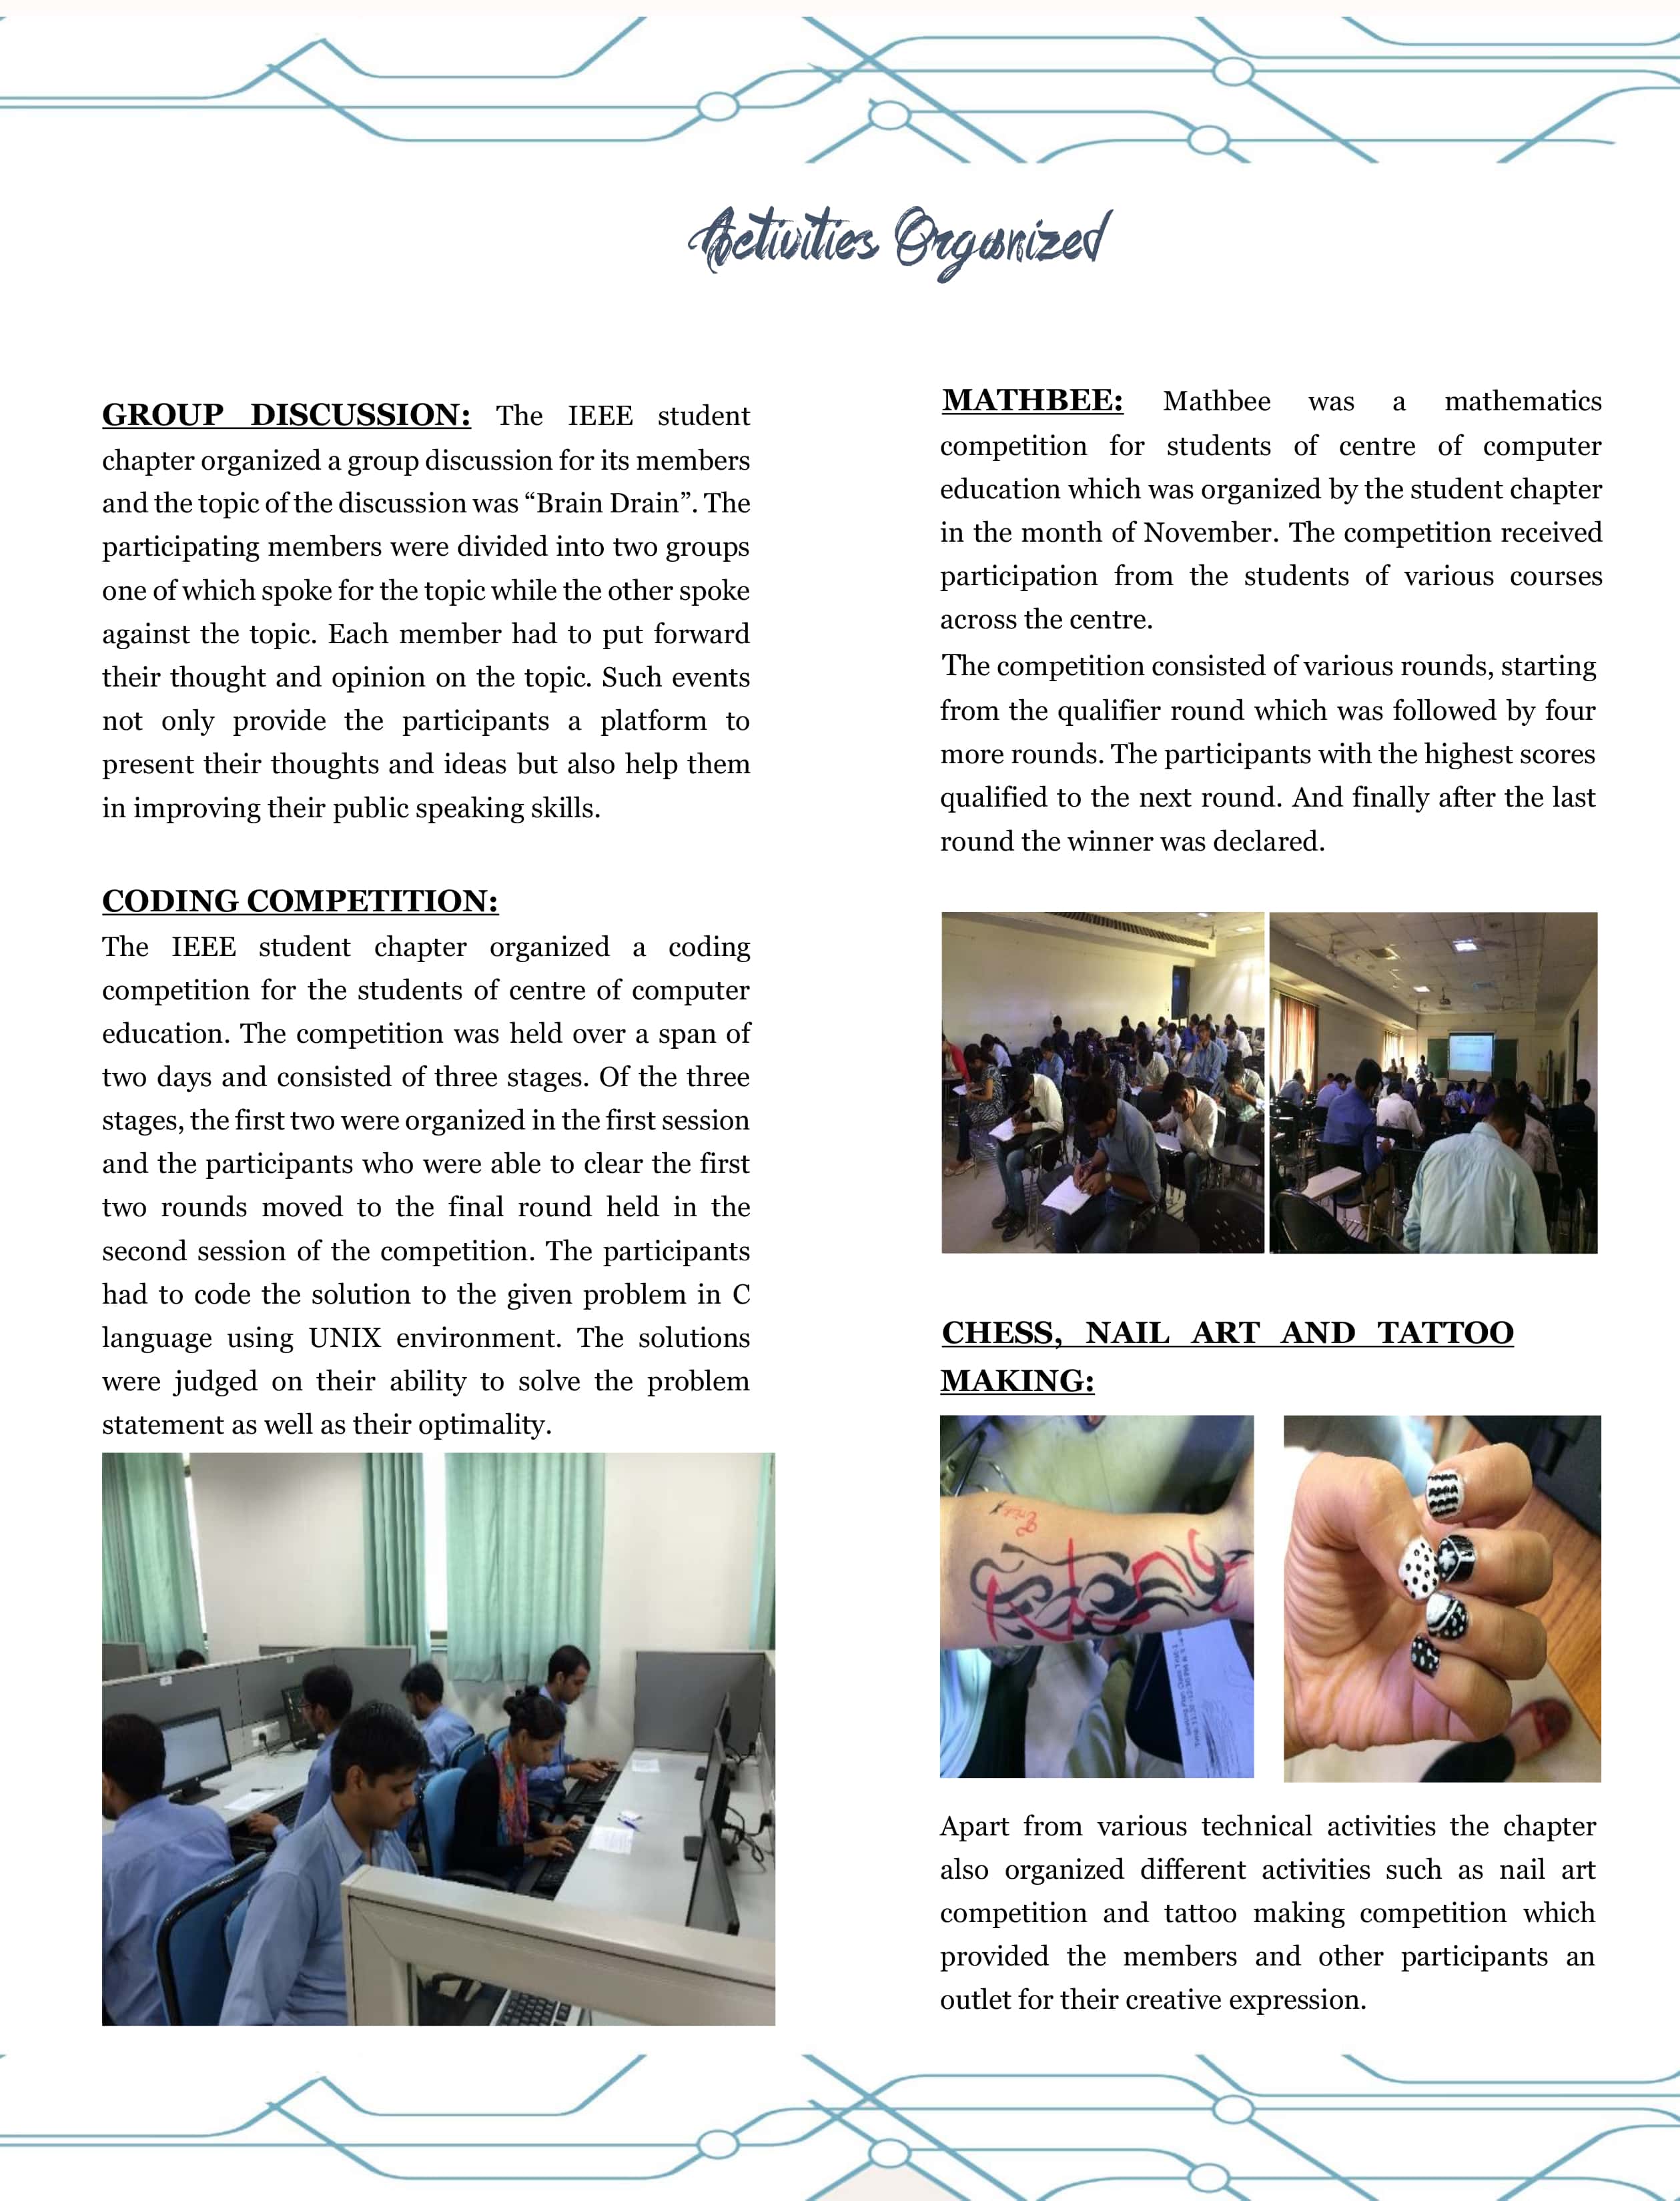 Activities Organized
GROUP DISCUSSION: The IEEE student
chapter organized a group discussion for its members
and the topic of the discussion was “Brain Drain”. The
participating members were divided into two groups
one of which spoke for the topic while the other spoke
against the topic. Each member had to put forward
their thought and opinion on the topic. Such events
not only provide the participants a platform to
present their thoughts and ideas but also help them
in improving their public speaking skills.
CODING COMPETITION:
The IEEE student chapter organized a coding
competition for the students of centre of computer
education. The competition was held over a span of
two days and consisted of three stages. Of the three
stages, the first two were organized in the first session
and the participants who were able to clear the first
two rounds moved to the final round held in the
second session of the competition. The participants
had to code the solution to the given problem in C
language using UNIX environment. The solutions
were judged on their ability to solve the problem
statement as well as their optimality.
MATHBEE: Mathbee was a mathematics
competition for students of centre of computer
education which was organized by the student chapter
in the month of November. The competition received
participation from the students of various courses
across the centre.
The competition consisted of various rounds, starting
from the qualifier round which was followed by four
more rounds. The participants with the highest scores
qualified to the next round. And finally after the last
round the winner was declared.
CHESS, NAIL ART AND TATTOO
MAKING:
Apart from various technical activities the chapter
also organized different activities such as nail art
competition and tattoo making competition which
provided the members and other participants an
outlet for their creative expression.